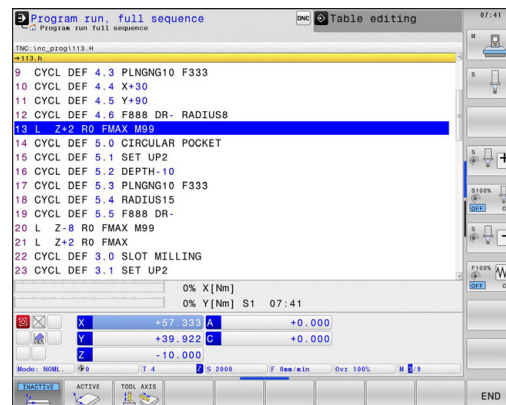 Program run, full sequence
Program run full sequence
DNC
Table editing
07:41
TNC:\nc_prog\113.H
→113.h
9 CYCL DEF 4.3 PLNGNG10 F333
10 CYCL DEF 4.4 X+30
11 CYCL DEF 4.5 Y+90
12 CYCL DEF 4.6 F888 DR- RADIUS8
13 L Z+2 R0 FMAX M99
14 CYCL DEF 5.0 CIRCULAR POCKET
15 CYCL DEF 5.1 SET UP2
16 CYCL DEF 5.2 DEPTH-10
17 CYCL DEF 5.3 PLNGNG10 F333
18 CYCL DEF 5.4 RADIUS15
19 CYCL DEF 5.5 F888 DR-
20 L Z-8 R0 FMAX M99
21 L Z+2 R0 FMAX
22 CYCL DEF 3.0 SLOT MILLING
23 CYCL DEF 3.1 SET UP2
0% X[Nm]
0% Y[Nm] S1 07:41
X +57.333 A +0.000
Y +39.922 C +0.000
Z -10.000
Mode: NOML. 0 T 4 Z S 2000 F 0mm/min Ovr 100% M 5/9
INACTIVE
ACTIVE
TOOL AXIS
END
M
S
S
S100%
OFF
S
F100%
OFF